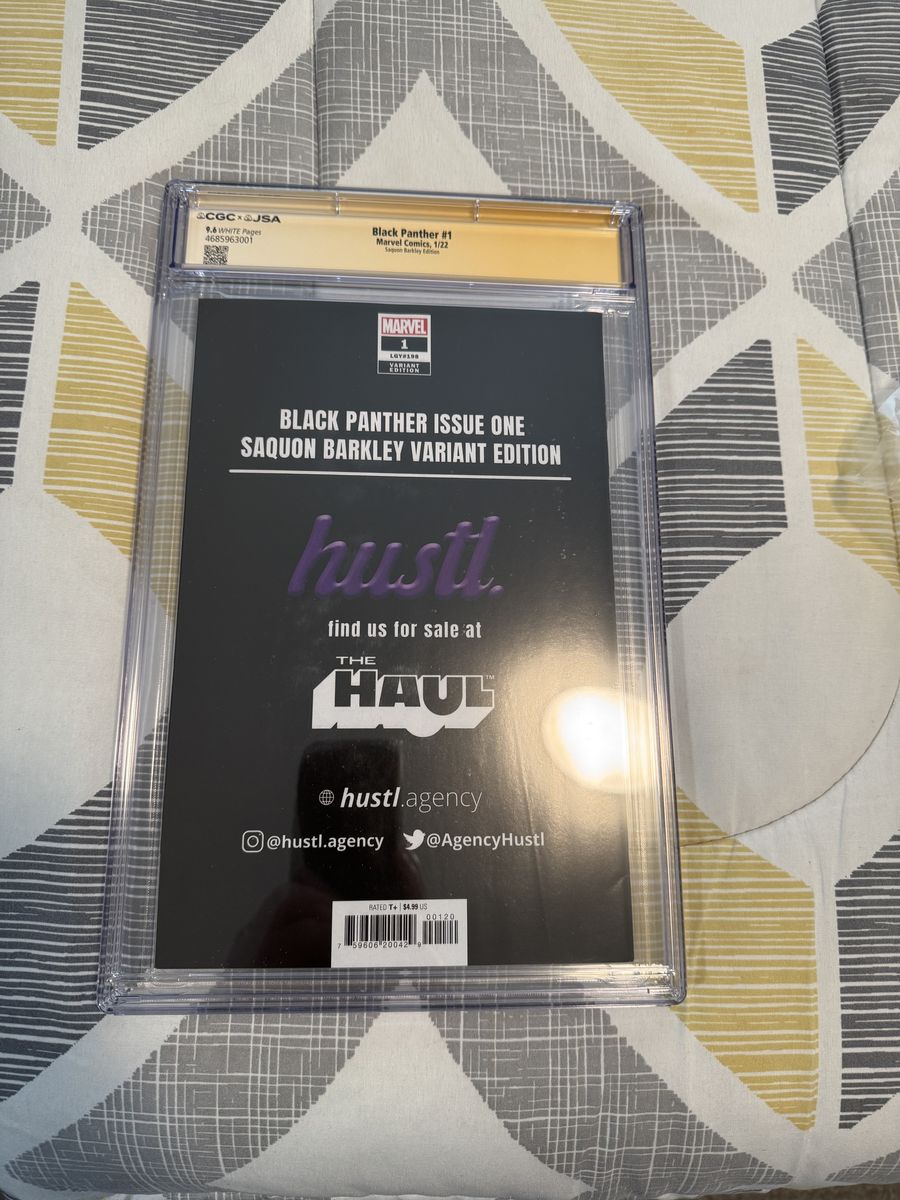 CGC x JSA
9.6 WHITE Pages
4685963001
Black Panther #1
Marvel Comics, 1/22
Saquon Barkley Edition
MARVEL
1
LGY#198
VARIANT
EDITION
BLACK PANTHER ISSUE ONE
SAQUON BARKLEY VARIANT EDITION
hustl.
find us for sale at
THE
HAUL™
hustl.agency
@hustl.agency @AgencyHustl
RATED T+ $4.99 US
00120
7 59606 20042 9